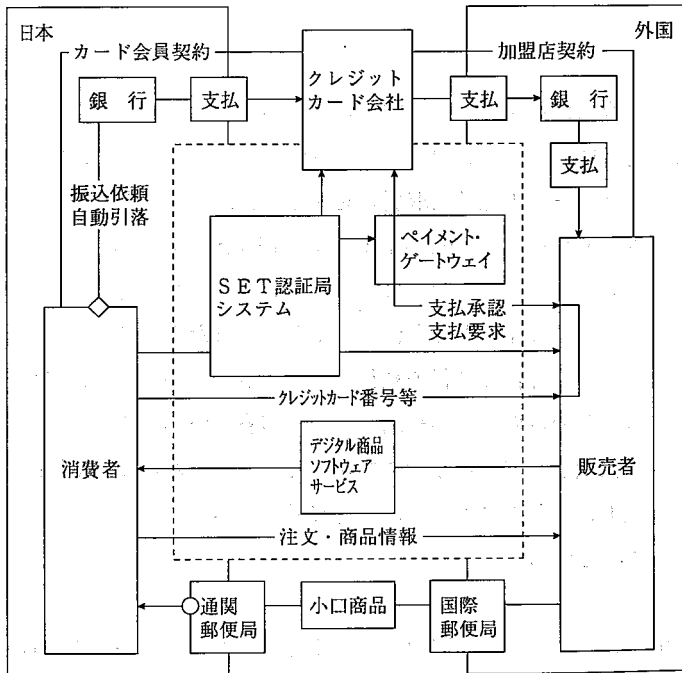 日本
外国
カード会員契約
クレジット
カード会社
加盟店契約
銀 行
支払
支払
銀 行
支払
振込依頼
自動引落
SET認証局
システム
ペイメント・
ゲートウェイ
支払承認
支払要求
クレジットカード番号等
消費者
デジタル商品
ソフトウェア
サービス
販売者
注文・商品情報
通関
郵便局
小口商品
国際
郵便局